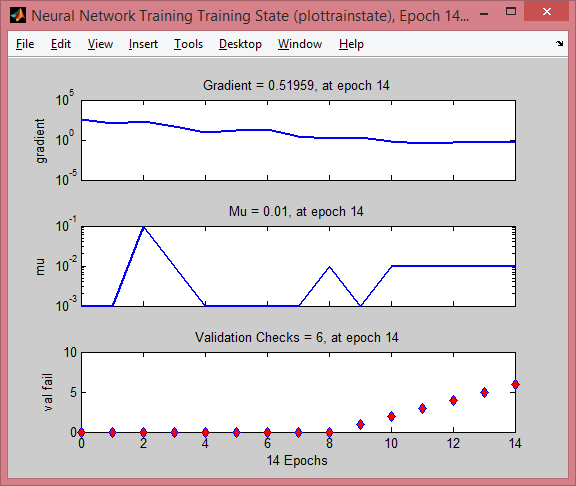 Neural Network Training Training State (plottrainstate), Epoch 14...
File Edit View Insert Tools Desktop Window Help
Gradient = 0.51959, at epoch 14
10^5
10^0
10^-5
gradient
Mu = 0.01, at epoch 14
10^-1
10^-2
10^-3
mu
Validation Checks = 6, at epoch 14
10
5
0
val fail
0 2 4 6 8 10 12 14
14 Epochs